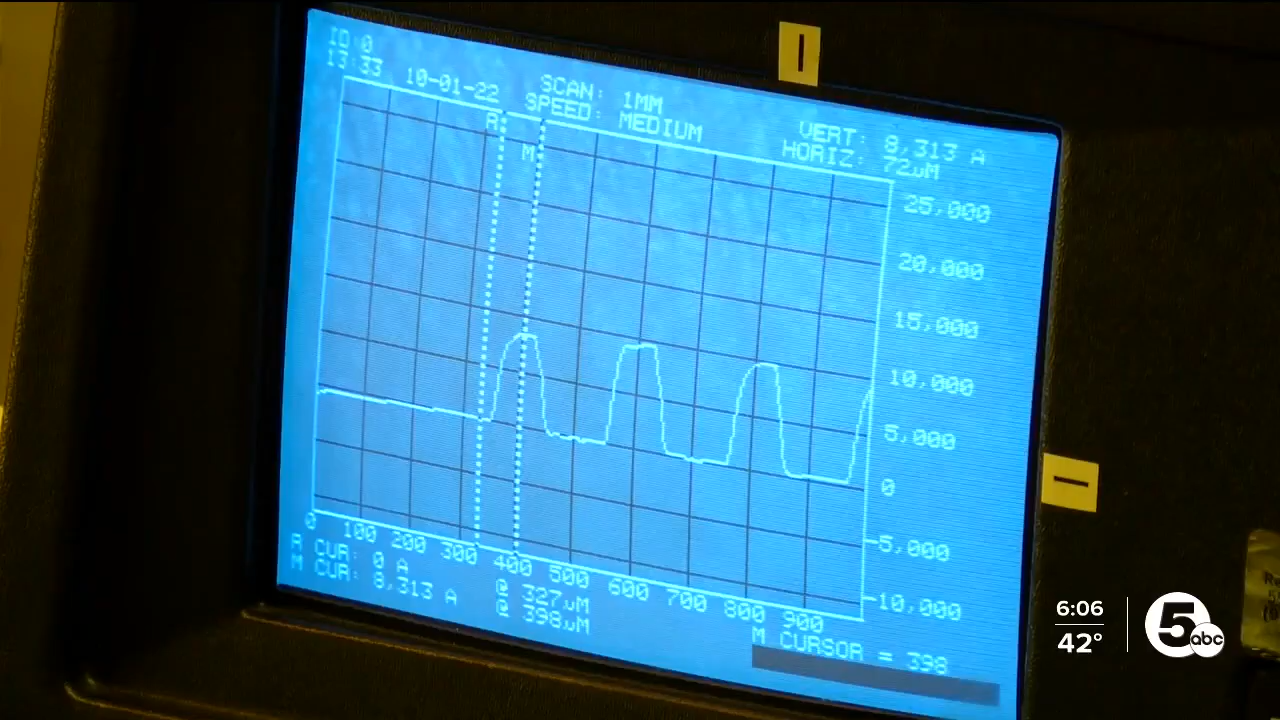 ID:0
13:33 10-01-22
SCAN: 1MM
SPEED: MEDIUM
VERT: 8,313 A
HORIZ: 72uM
R
M
25,000
20,000
15,000
10,000
5,000
0
-5,000
-10,000
0 100 200 300 400 500 600 700 800 900
R CUR: 0 A @ 327uM
M CUR: 8,313 A @ 398uM
M CURSOR = 398
6:06
42°
5 abc